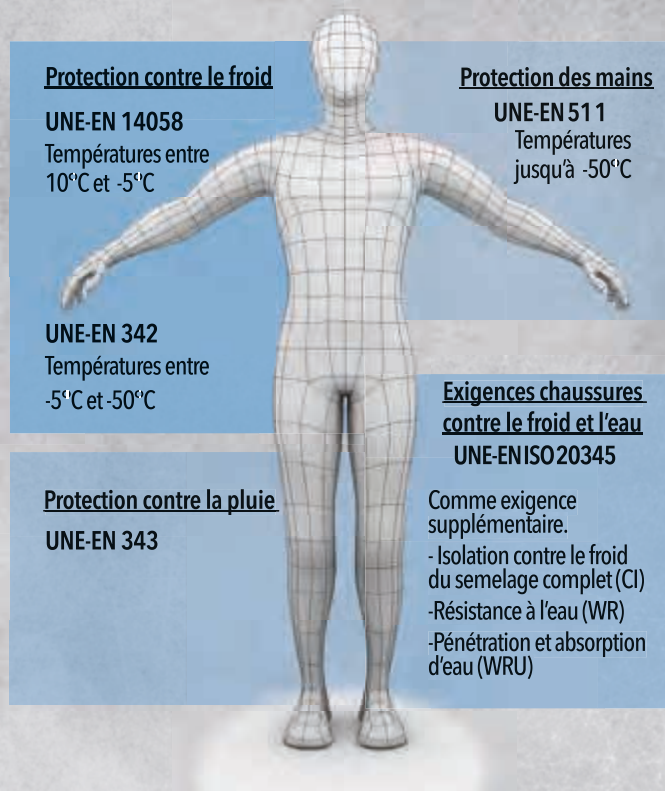 Protection contre le froid
UNE-EN 14058
Températures entre
10°C et -5°C
UNE-EN 342
Températures entre
-5°C et -50°C
Protection contre la pluie
UNE-EN 343
Protection des mains
UNE-EN 511
Températures
jusqu'à -50°C
Exigences chaussures
contre le froid et l'eau
UNE-EN ISO 20345
Comme exigence
supplémentaire.
- Isolation contre le froid
du semelage complet (CI)
-Résistance à l'eau (WR)
-Pénétration et absorption
d'eau (WRU)